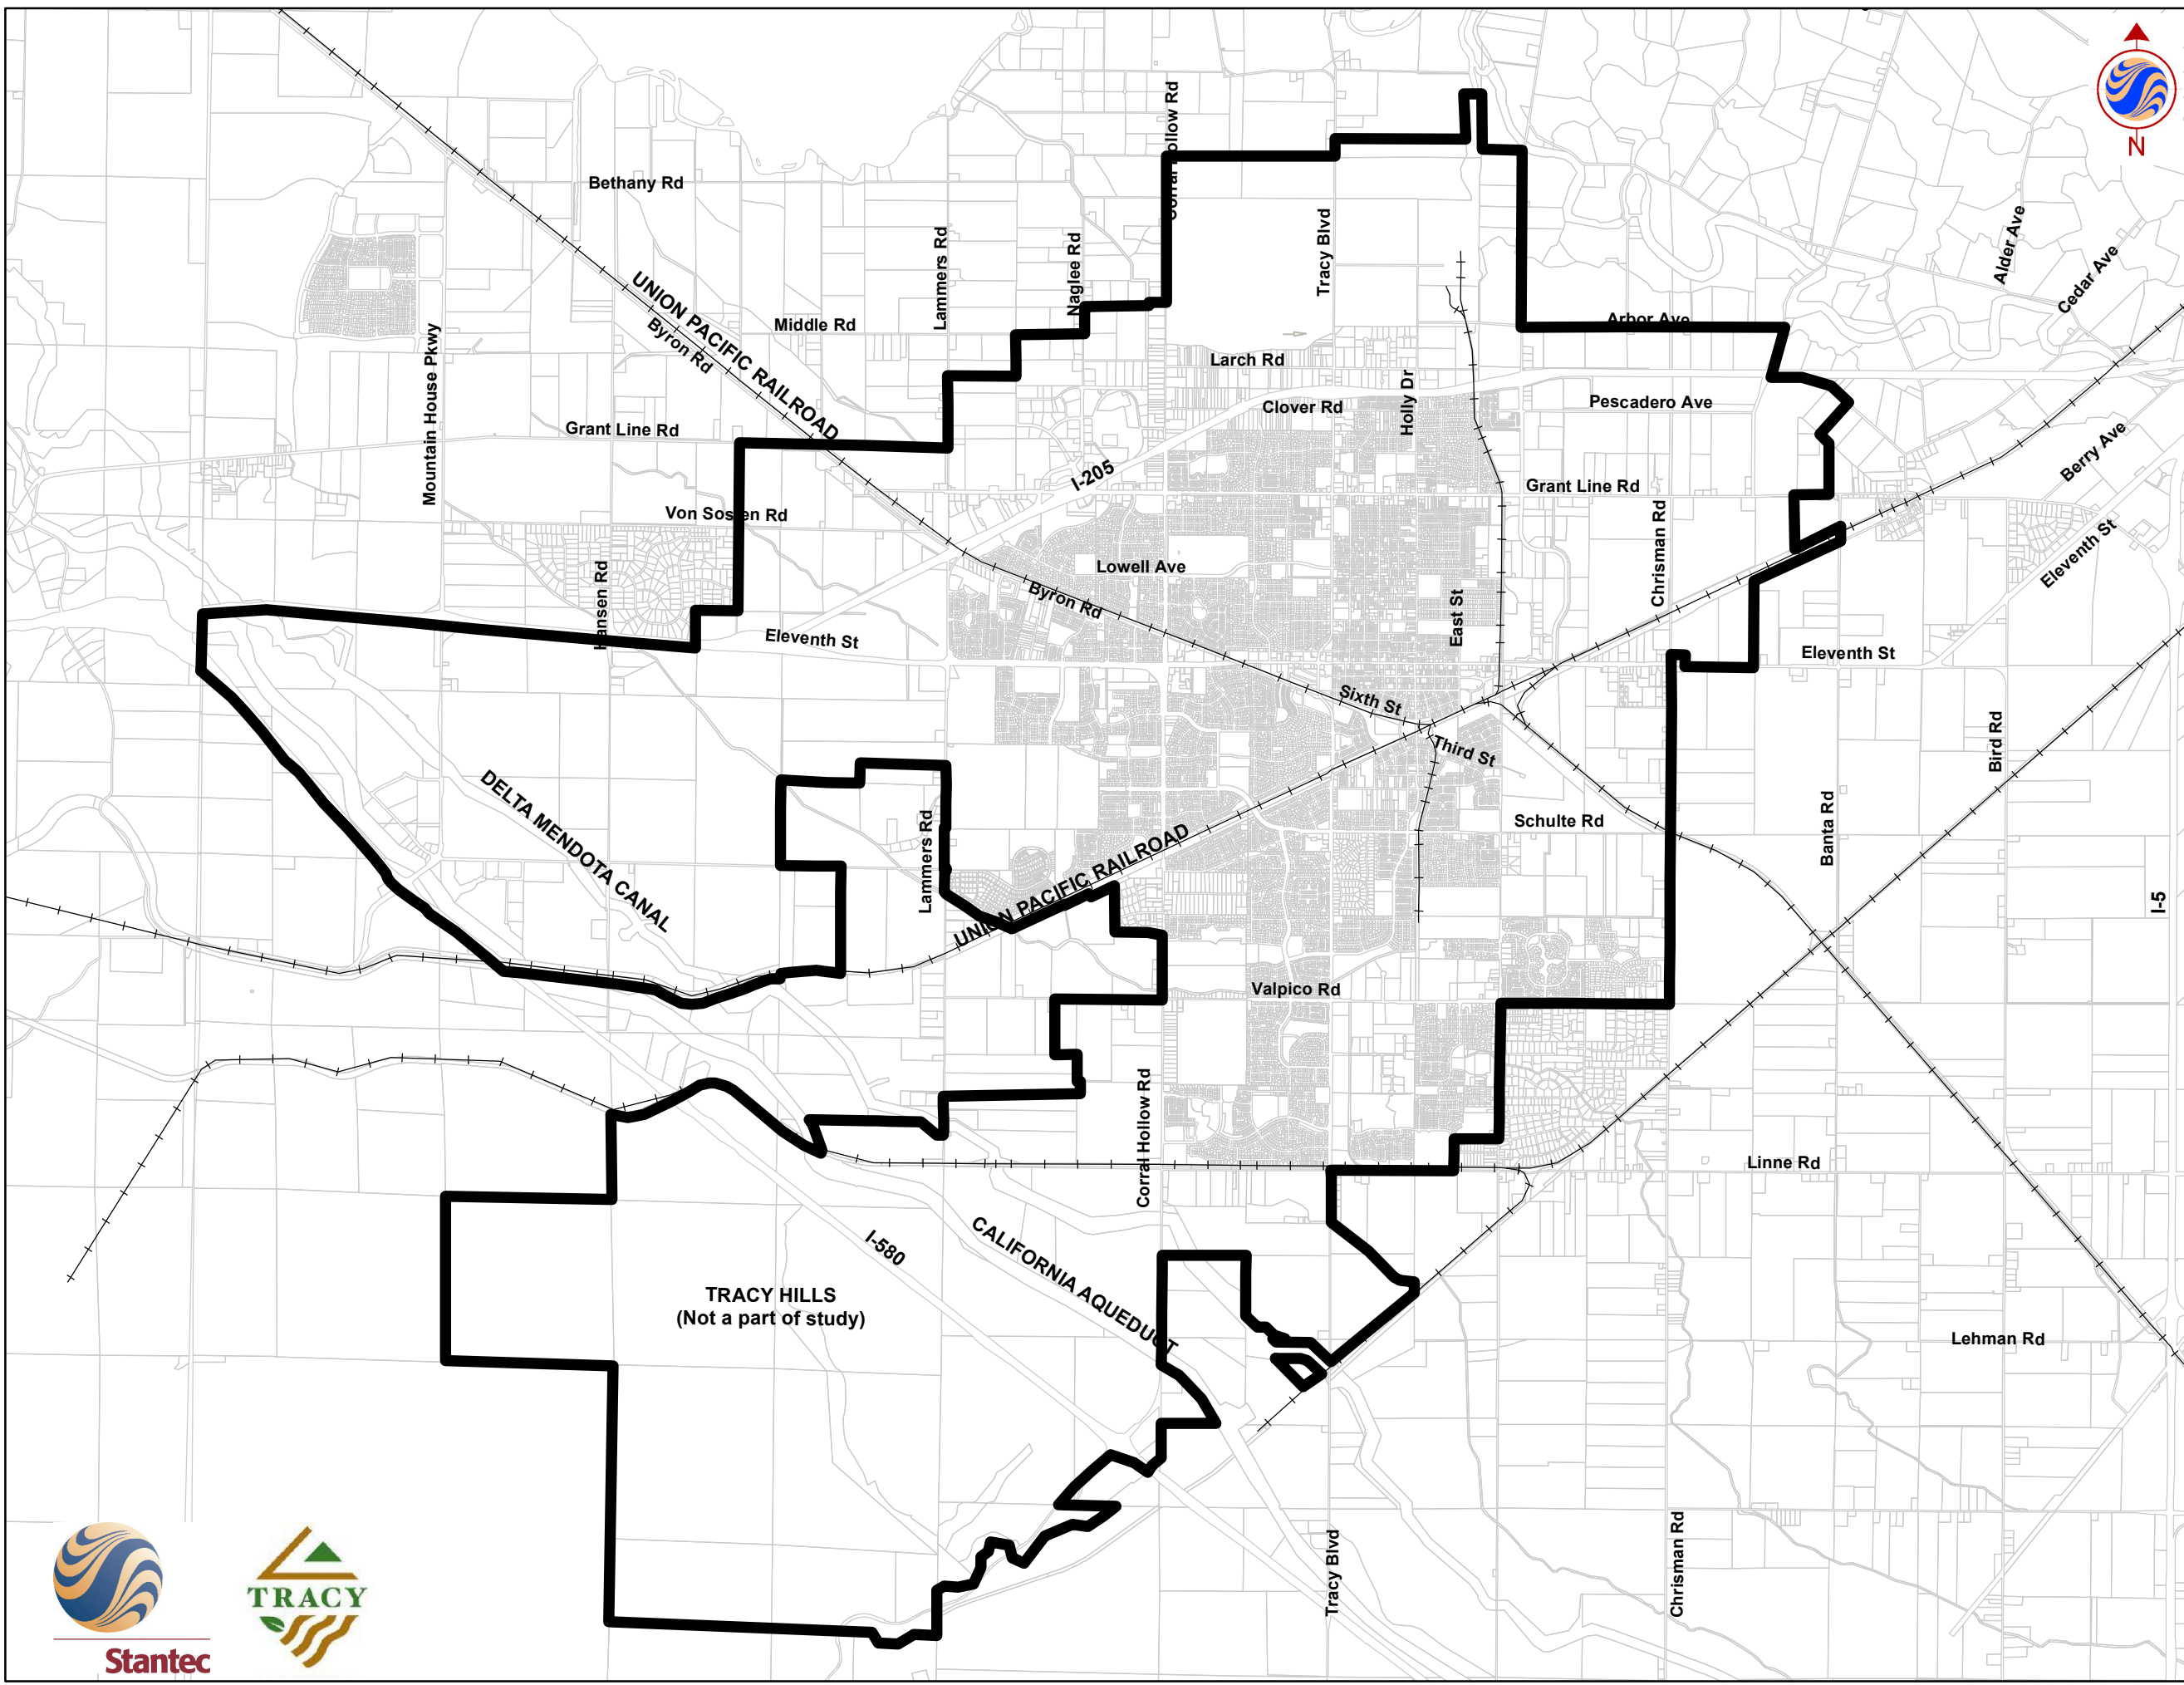 Corral Hollow Rd
N
Bethany Rd
Tracy Blvd
Lammers Rd
Naglee Rd
Alder Ave
Cedar Ave
UNION PACIFIC RAILROAD
Byron Rd
Middle Rd
Arbor Ave
Mountain House Pkwy
Larch Rd
Holly Dr
Clover Rd
Pescadero Ave
Grant Line Rd
I-205
Berry Ave
Grant Line Rd
Von Sosten Rd
Chrisman Rd
Eleventh St
Lowell Ave
Hansen Rd
Byron Rd
East St
Eleventh St
Eleventh St
Sixth St
Third St
Bird Rd
DELTA MENDOTA CANAL
Lammers Rd
UNION PACIFIC RAILROAD
Schulte Rd
Banta Rd
I-5
Valpico Rd
Corral Hollow Rd
Linne Rd
I-580
CALIFORNIA AQUEDUCT
TRACY HILLS
(Not a part of study)
Lehman Rd
Tracy Blvd
Chrisman Rd
TRACY
Stantec